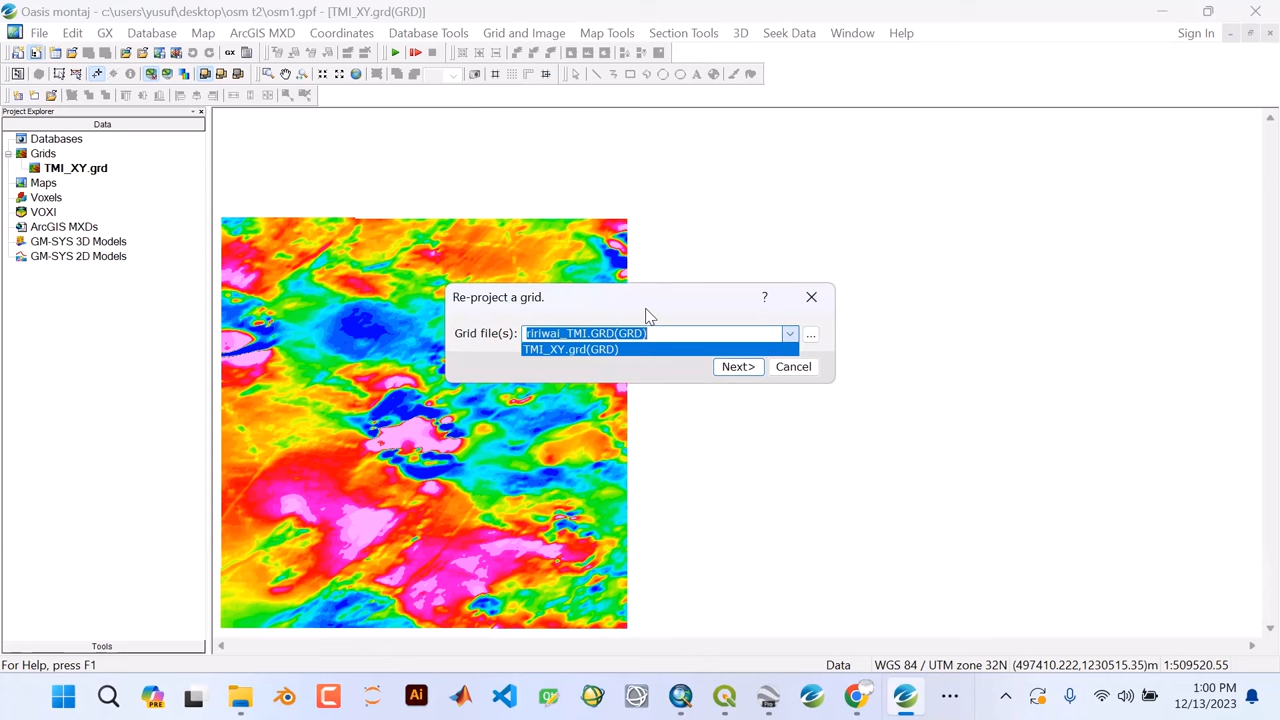 Oasis montaj - c:\users\yusuf\desktop\osm t2\osm1.gpf - [TMI_XY.grd(GRD)]
File Edit GX Database Map ArcGIS MXD Coordinates Database Tools Grid and Image Map Tools Section Tools 3D Seek Data Window Help Sign In
GX
Project Explorer
Data
Databases
Grids
TMI_XY.grd
Maps
Voxels
VOXI
ArcGIS MXDs
GM-SYS 3D Models
GM-SYS 2D Models
Re-project a grid. ?
Grid file(s): ririwai_TMI.GRD(GRD) ...
TMI_XY.grd(GRD)
Next> Cancel
Tools
For Help, press F1 Data WGS 84 / UTM zone 32N (497410.222,1230515.35)m 1:509520.55
PRE Ai Pro
1:00 PM
12/13/2023